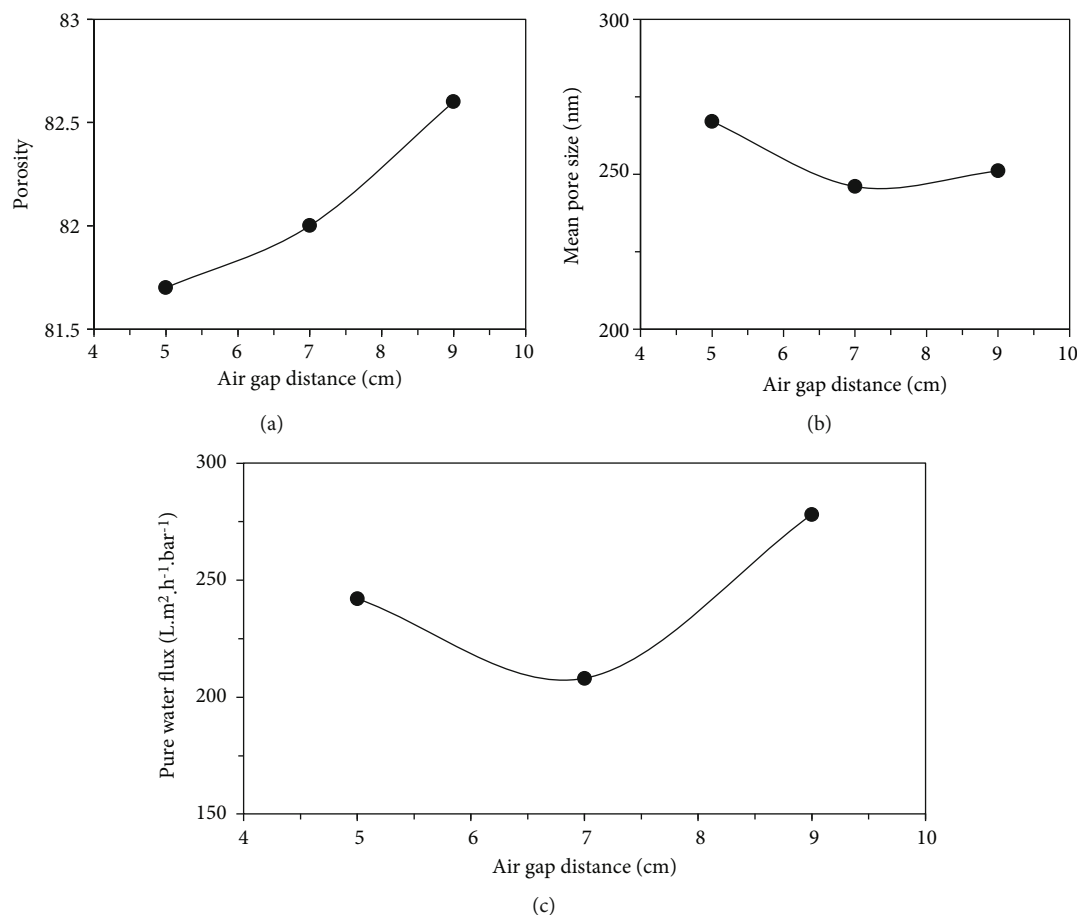 83
82.5
82
81.5
Porosity
4 5 6 7 8 9 10
Air gap distance (cm)
(a)
300
250
200
Mean pore size (nm)
4 5 6 7 8 9 10
Air gap distance (cm)
(b)
300
250
200
150
Pure water flux (L.m².h⁻¹.bar⁻¹)
4 5 7 8 9 10
Air gap distance (cm)
(c)